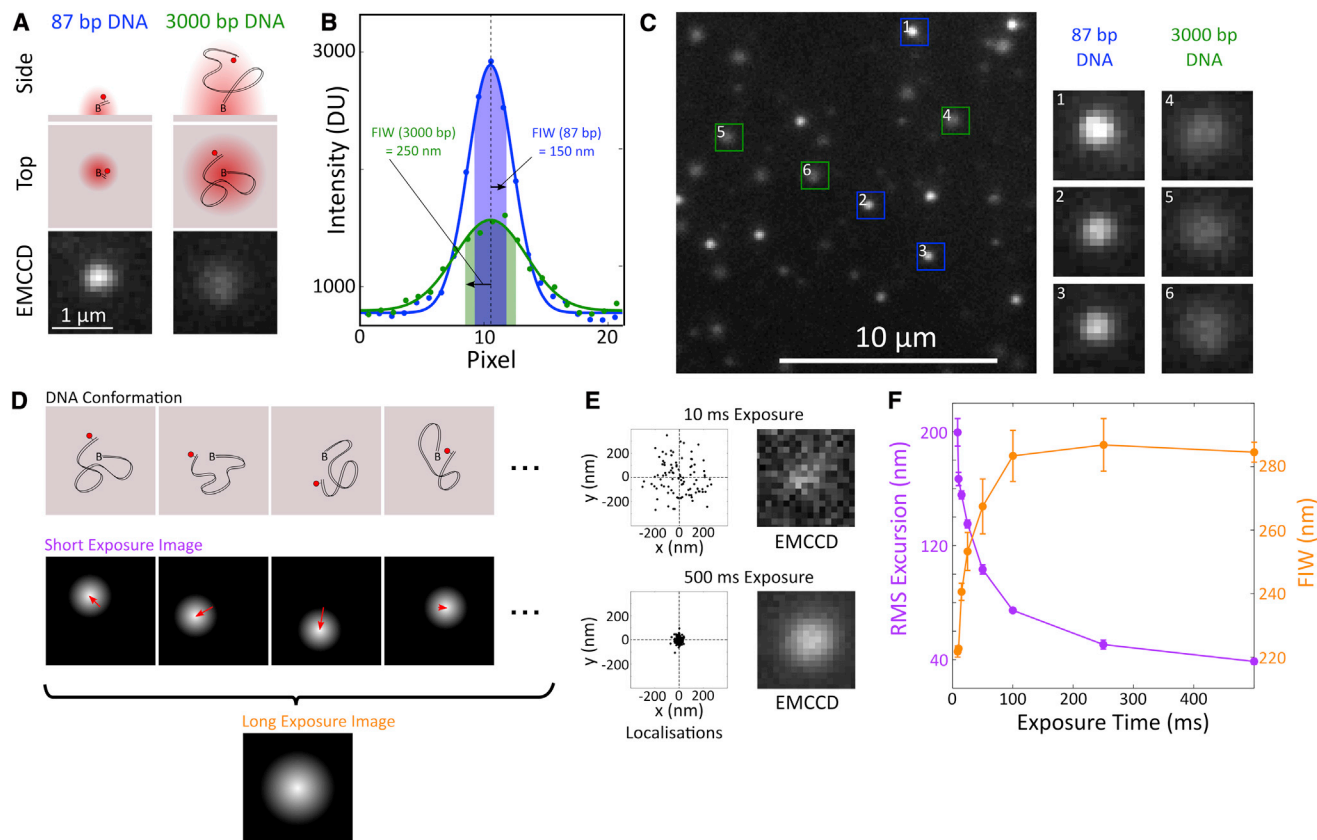 A
87 bp DNA
3000 bp DNA
Side
B
B
Top
B
B
EMCCD
1 µm
B
Intensity (DU)
3000
1000
FIW (3000 bp)
= 250 nm
FIW (87 bp)
= 150 nm
0
10
20
Pixel
C
1
2
3
4
5
6
10 µm
87 bp
DNA
3000 bp
DNA
1
4
2
5
3
6
D
DNA Conformation
B
B
B
B
...
Short Exposure Image
...
Long Exposure Image
E
10 ms Exposure
y (nm)
200
0
-200
-200
0
200
x (nm)
EMCCD
500 ms Exposure
y (nm)
200
0
-200
-200
0
200
x (nm)
Localisations
EMCCD
F
RMS Excursion (nm)
200
120
40
0
100
200
300
400
Exposure Time (ms)
280
260
240
220
FIW (nm)